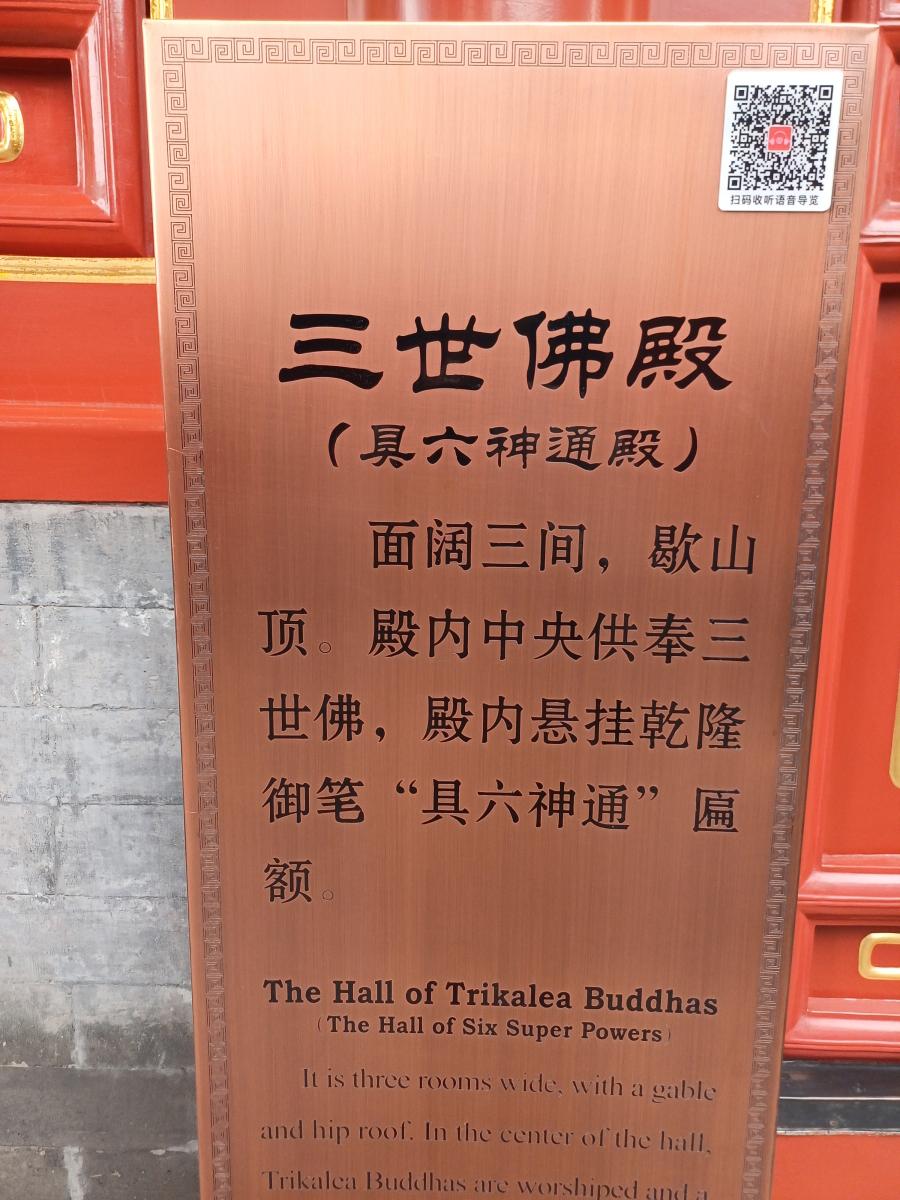 扫码收听语音导览
三世佛殿
（具六神通殿）
面阔三间，歇山
顶。殿内中央供奉三
世佛，殿内悬挂乾隆
御笔“具六神通”匾
额。
The Hall of Trikalea Buddhas
(The Hall of Six Super Powers)
It is three rooms wide, with a gable
and hip roof. In the center of the hall,
Trikalea Buddhas are worshiped and a